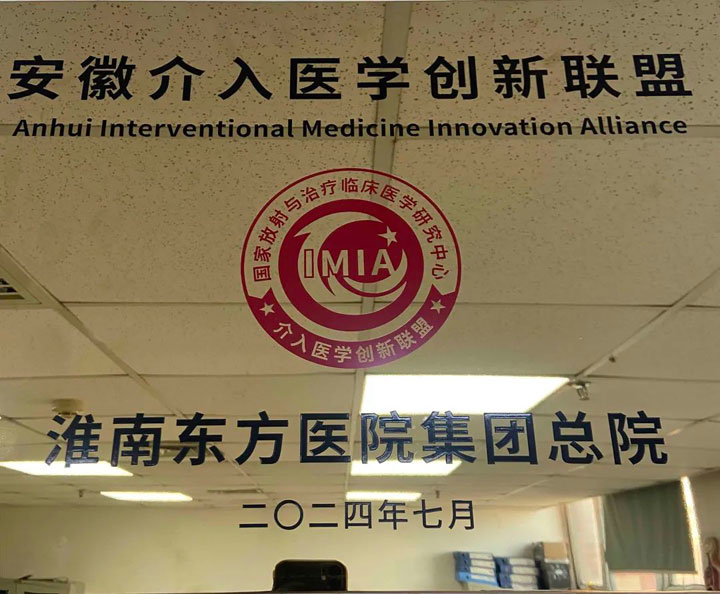 安徽介入医学创新联盟
Anhui Interventional Medicine Innovation Alliance
国家放射与治疗临床医学研究中心
IMIA
介入医学创新联盟
淮南东方医院集团总院
二〇二四年七月